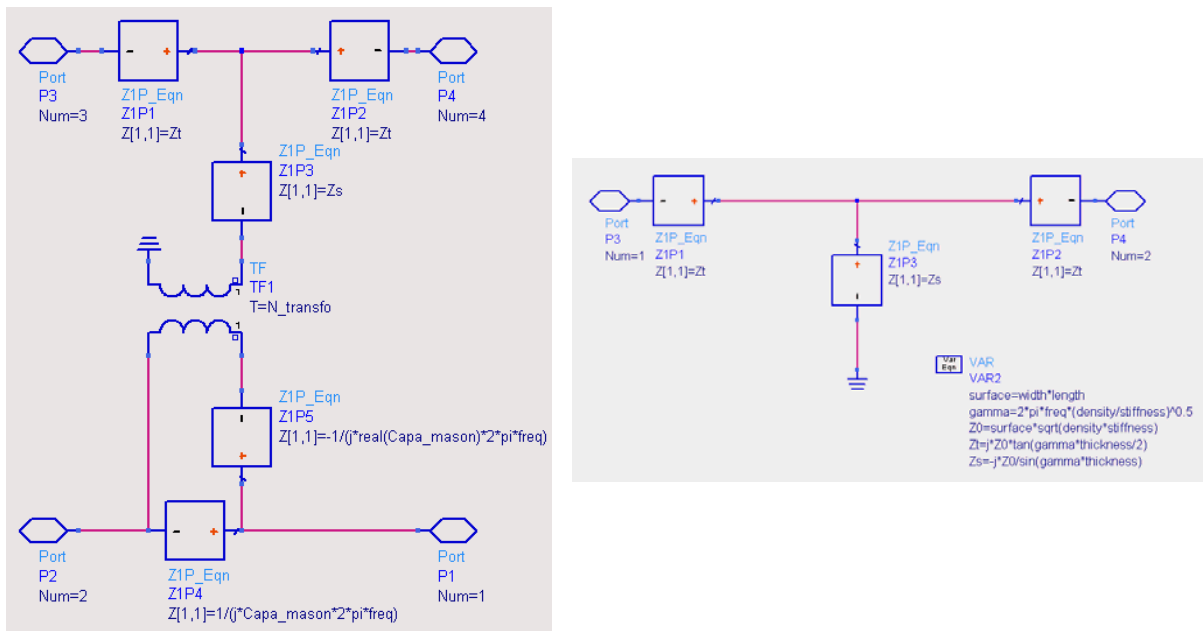 Port
P3
Num=3
Z1P_Eqn
Z1P1
Z[1,1]=Zt
Z1P_Eqn
Z1P2
Z[1,1]=Zt
Port
P4
Num=4
Z1P_Eqn
Z1P3
Z[1,1]=Zs
TF
TF1
T=N_transfo
1
1
Z1P_Eqn
Z1P5
Z[1,1]=-1/(j*real(Capa_mason)*2*pi*freq)
Port
P2
Num=2
Z1P_Eqn
Z1P4
Z[1,1]=1/(j*Capa_mason*2*pi*freq)
Port
P1
Num=1
Port
P3
Num=1
Z1P_Eqn
Z1P1
Z[1,1]=Zt
Z1P_Eqn
Z1P3
Z[1,1]=Zs
Z1P_Eqn
Z1P2
Z[1,1]=Zt
Port
P4
Num=2
Var
Eqn
VAR
VAR2
surface=width*length
gamma=2*pi*freq*(density/stiffness)^0.5
Z0=surface*sqrt(density*stiffness)
Zt=j*Z0*tan(gamma*thickness/2)
Zs=-j*Z0/sin(gamma*thickness)